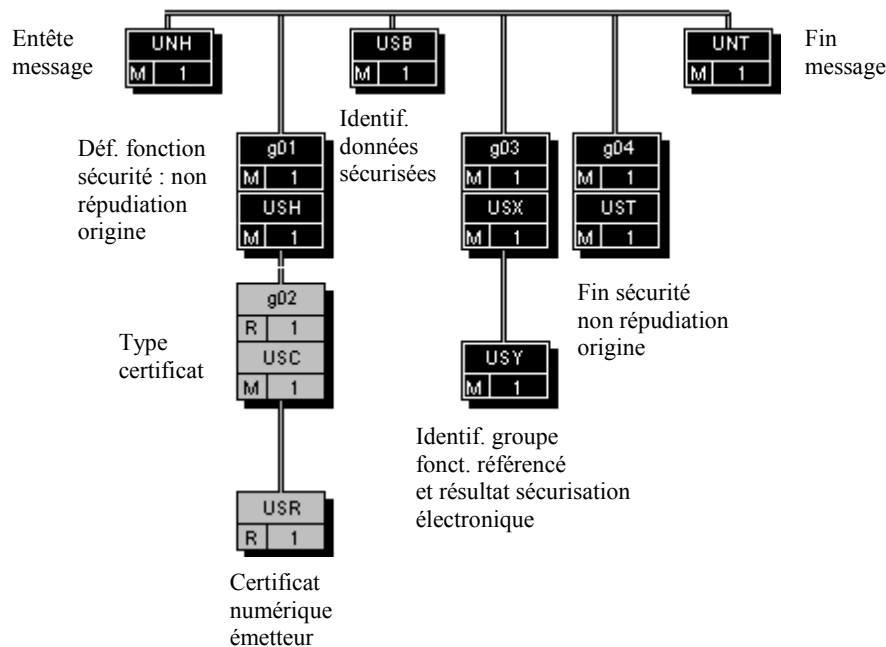 Entête
message
UNH
M 1
USB
M 1
UNT
M 1
Fin
message
Déf. fonction
sécurité : non
répudiation
origine
g01
M 1
USH
M 1
Identif.
données
sécurisées
g03
M 1
USX
M 1
g04
M 1
UST
M 1
Type
certificat
g02
R 1
USC
M 1
Fin sécurité
non répudiation
origine
USY
M 1
Identif. groupe
fonct. référencé
et résultat sécurisation
électronique
USR
R 1
Certificat
numérique
émetteur